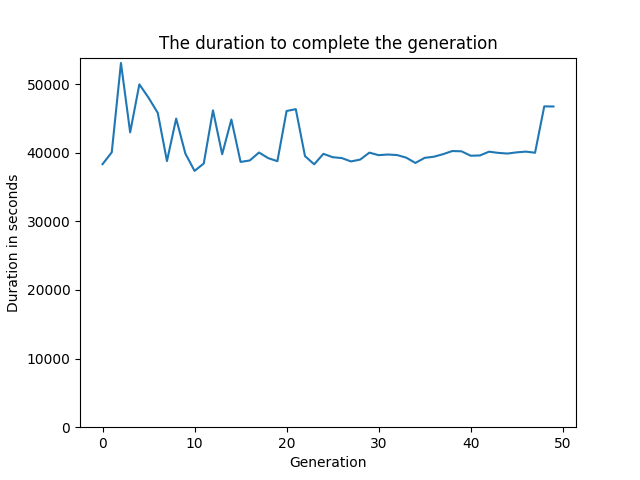 The duration to complete the generation
Duration in seconds
50000
40000
30000
20000
10000
0
0 10 20 30 40 50
Generation